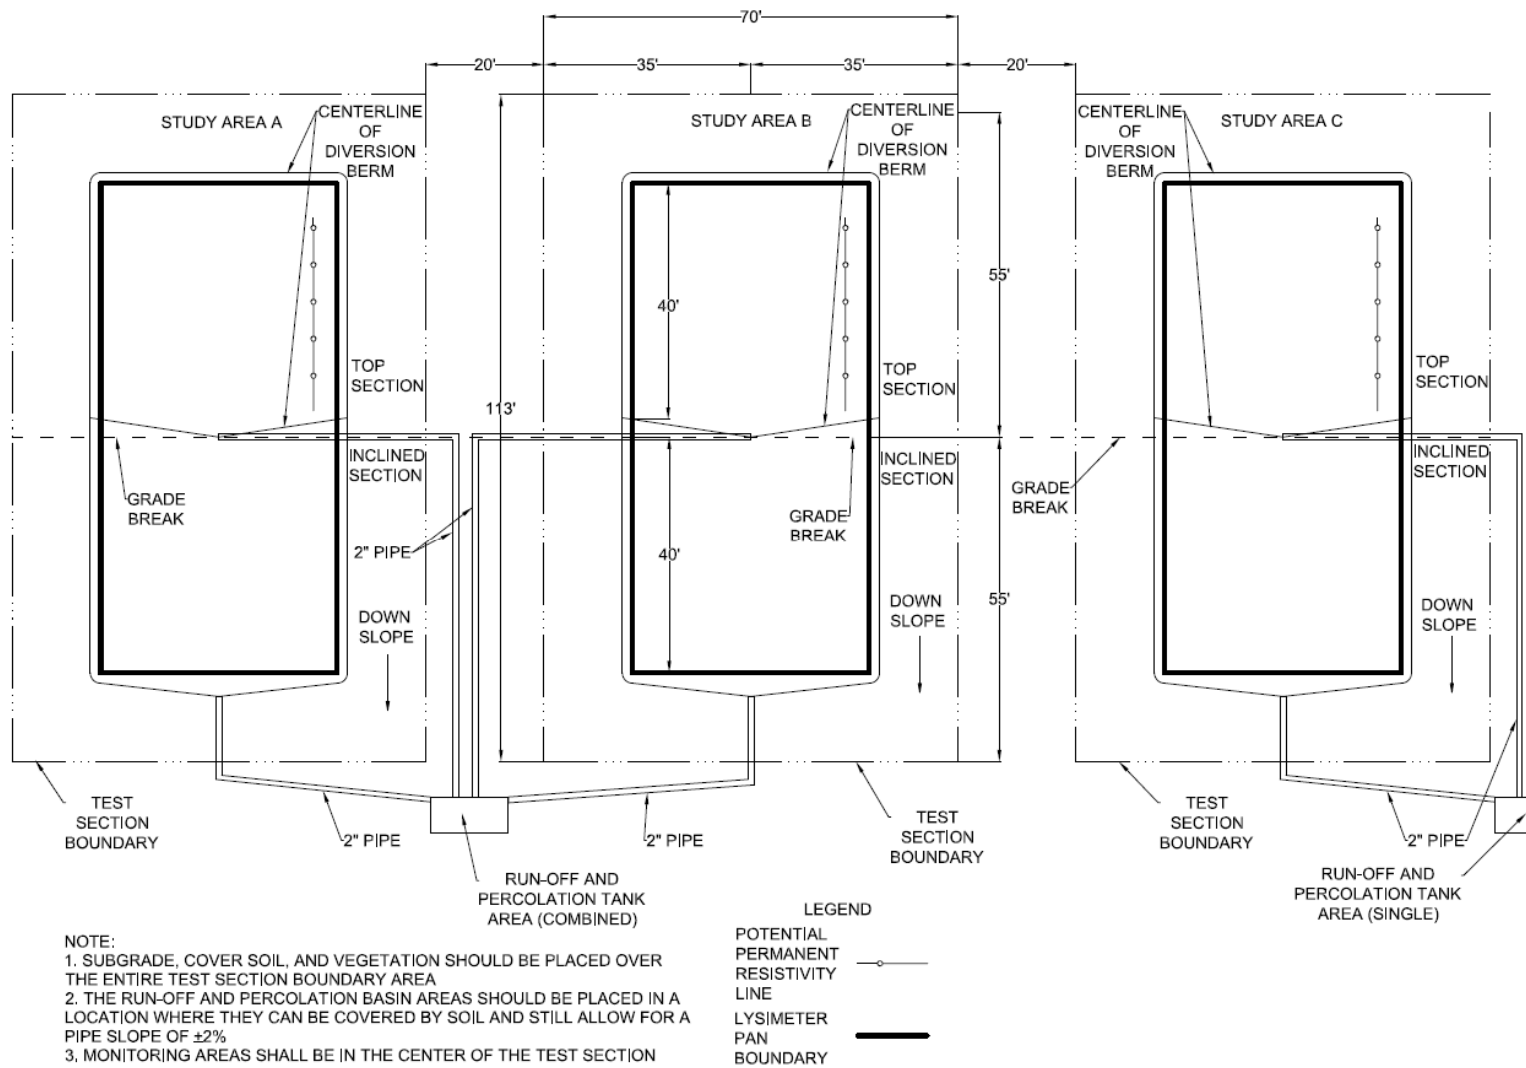 70'
20'
35'
35'
20'
STUDY AREA A
CENTERLINE
OF
DIVERSION
BERM
STUDY AREA B
CENTERLINE
OF
DIVERSION
BERM
CENTERLINE
OF
DIVERSION
BERM
STUDY AREA C
40'
55'
TOP
SECTION
TOP
SECTION
TOP
SECTION
113'
INCLINED
SECTION
INCLINED
SECTION
INCLINED
SECTION
GRADE
BREAK
GRADE
BREAK
GRADE
BREAK
2" PIPE
40'
55'
DOWN
SLOPE
DOWN
SLOPE
DOWN
SLOPE
TEST
SECTION
BOUNDARY
2" PIPE
2" PIPE
TEST
SECTION
BOUNDARY
TEST
SECTION
BOUNDARY
2" PIPE
RUN-OFF AND
PERCOLATION TANK
AREA (COMBINED)
RUN-OFF AND
PERCOLATION TANK
AREA (SINGLE)
NOTE:
1. SUBGRADE, COVER SOIL, AND VEGETATION SHOULD BE PLACED OVER
THE ENTIRE TEST SECTION BOUNDARY AREA
2. THE RUN-OFF AND PERCOLATION BASIN AREAS SHOULD BE PLACED IN A
LOCATION WHERE THEY CAN BE COVERED BY SOIL AND STILL ALLOW FOR A
PIPE SLOPE OF ±2%
3, MONITORING AREAS SHALL BE IN THE CENTER OF THE TEST SECTION
LEGEND
POTENTIAL
PERMANENT
RESISTIVITY
LINE
LYSIMETER
PAN
BOUNDARY